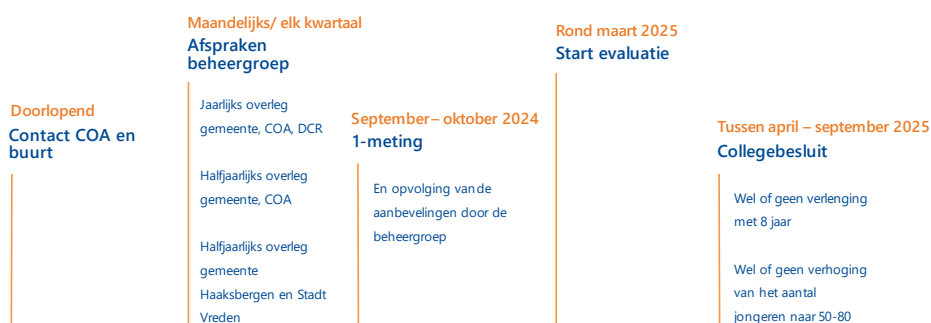 Doorlopend
Contact COA en
buurt
Maandelijks/ elk kwartaal
Afspraken
beheergroep
Jaarlijks overleg
gemeente, COA, DCR
Halfjaarlijks overleg
gemeente, COA
Halfjaarlijks overleg
gemeente
Haaksbergen en Stadt
Vreden
September – oktober 2024
1-meting
En opvolging van de
aanbevelingen door de
beheergroep
Rond maart 2025
Start evaluatie
Tussen april – september 2025
Collegebesluit
Wel of geen verlenging
met 8 jaar
Wel of geen verhoging
van het aantal
jongeren naar 50-80